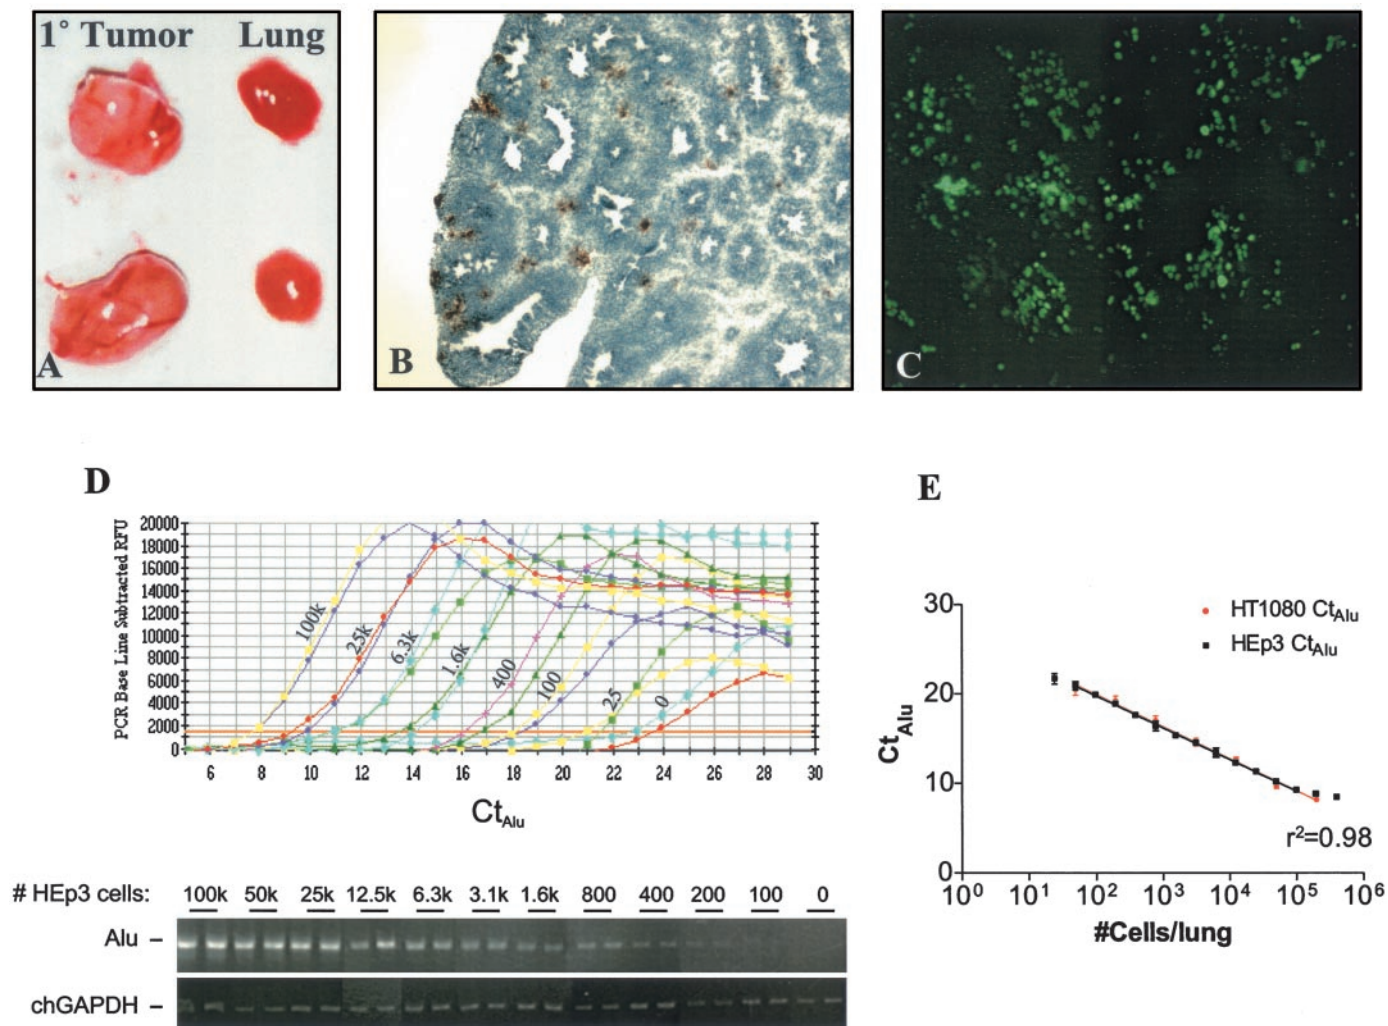 1° Tumor Lung
A
B
C
D
PCR Base Line Subtracted RFU
20000
18000
16000
14000
12000
10000
8000
6000
4000
2000
0
100k
25k
6.3k
1.6k
400
100
25
0
6 8 10 12 14 16 18 20 22 24 26 28 30
CtAlu
# HEp3 cells: 100k 50k 25k 12.5k 6.3k 3.1k 1.6k 800 400 200 100 0
Alu –
chGAPDH –
E
HT1080 CtAlu
HEp3 CtAlu
CtAlu
30
20
10
0
r²=0.98
10⁰ 10¹ 10² 10³ 10⁴ 10⁵ 10⁶
#Cells/lung